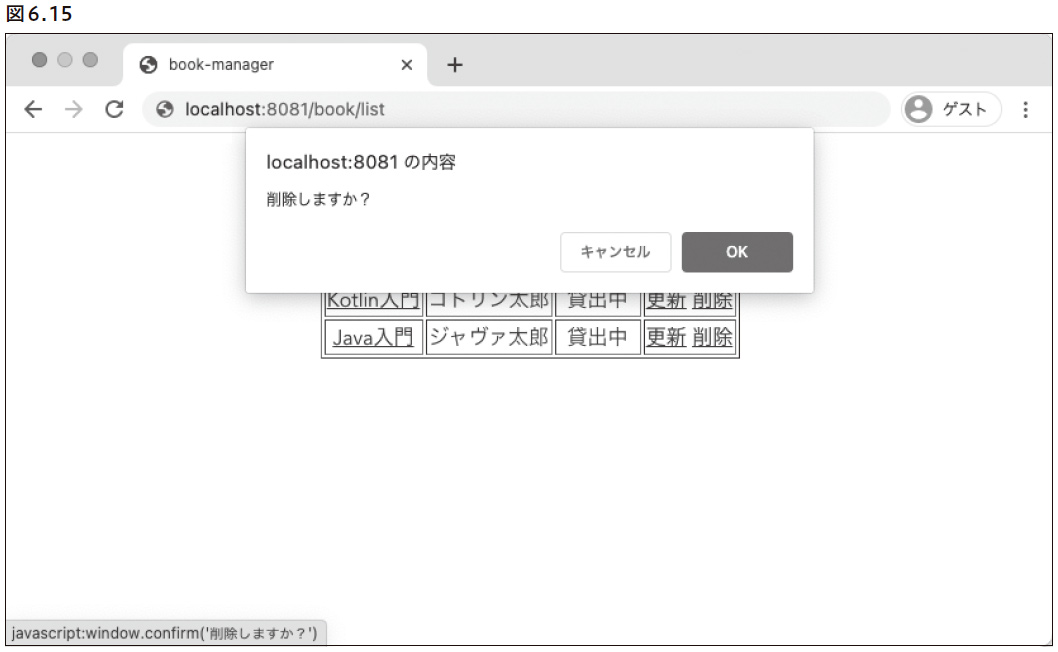 図6.15
book-manager
localhost:8081/book/list
ゲスト
localhost:8081 の内容
削除しますか？
キャンセル OK
Kotlin入門 コトリン太郎 貸出中 更新 削除
Java入門 ジャヴァ太郎 貸出中 更新 削除
javascript:window.confirm('削除しますか？')